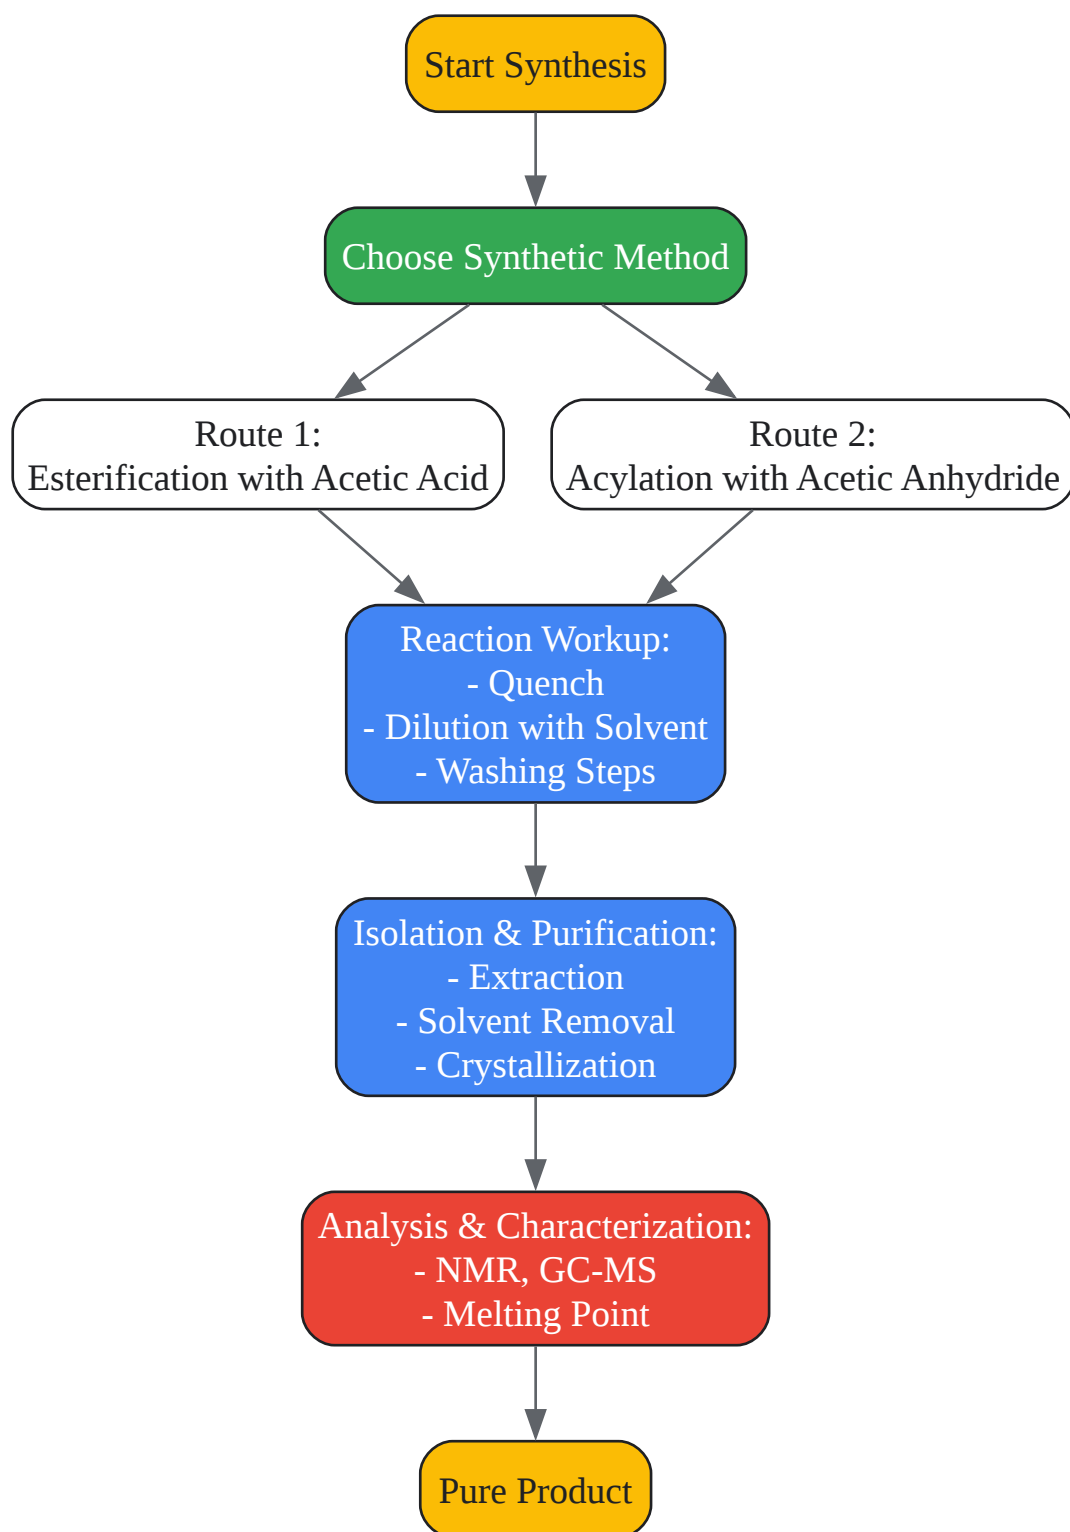 Start Synthesis
Choose Synthetic Method
Route 1:
Esterification with Acetic Acid
Route 2:
Acylation with Acetic Anhydride
Reaction Workup:
- Quench
- Dilution with Solvent
- Washing Steps
Isolation & Purification:
- Extraction
- Solvent Removal
- Crystallization
Analysis & Characterization:
- NMR, GC-MS
- Melting Point
Pure Product